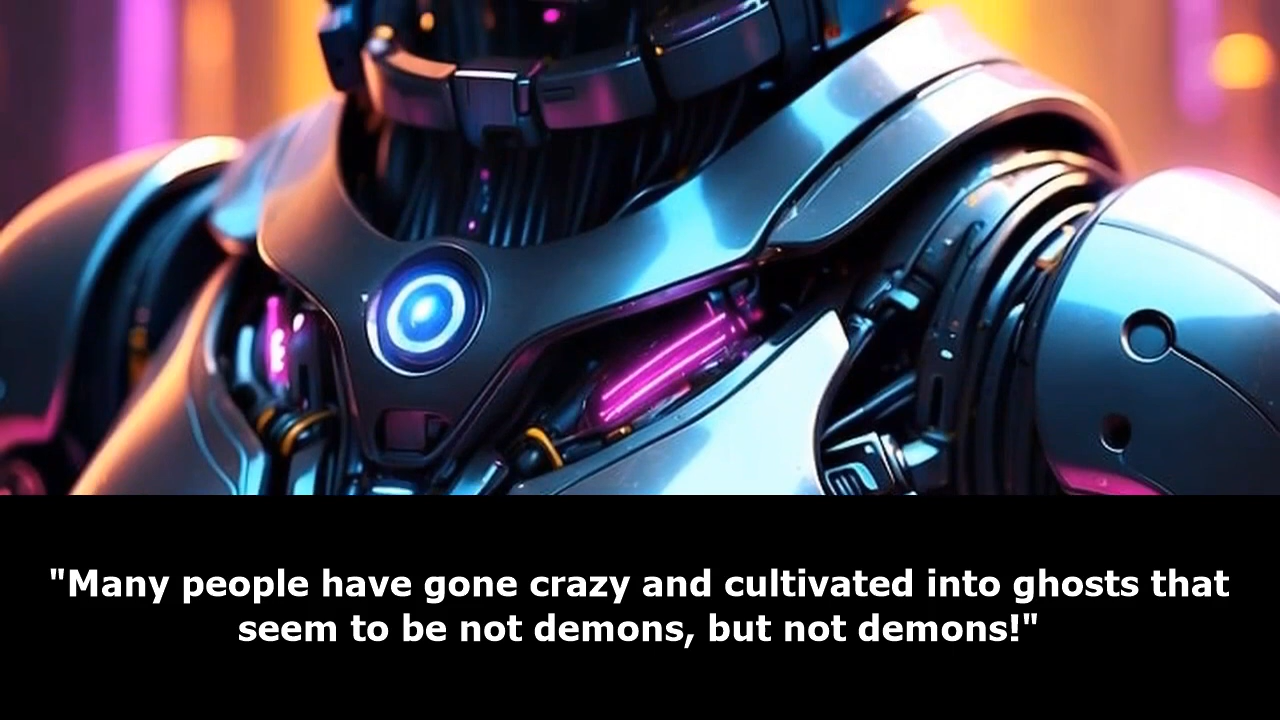 "Many people have gone crazy and cultivated into ghosts that
seem to be not demons, but not demons!"